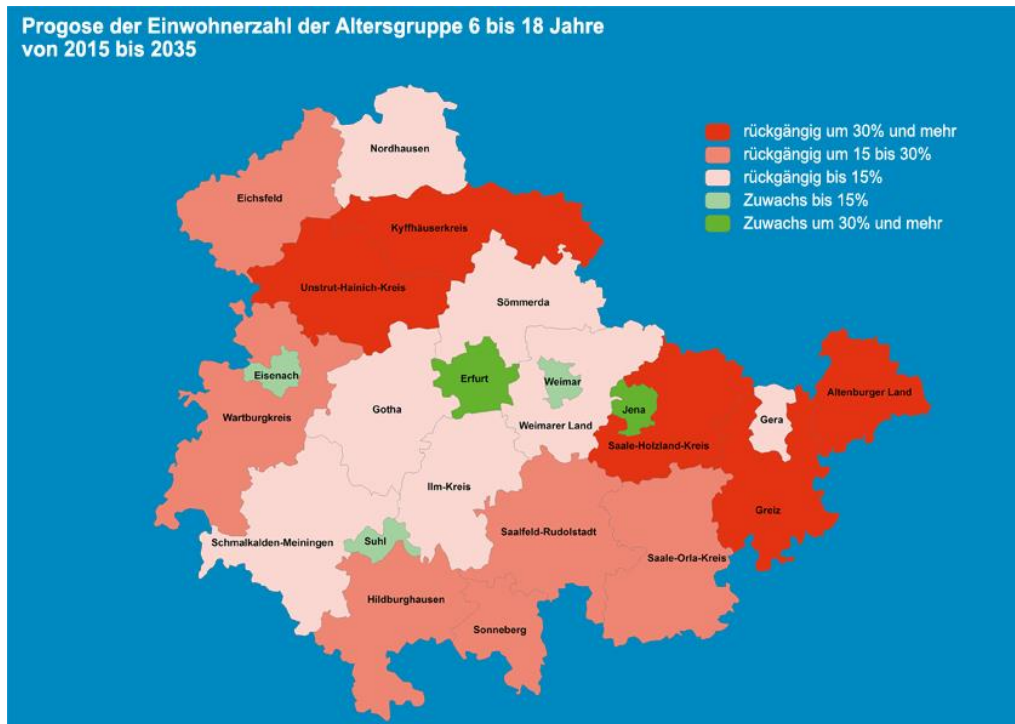 Progose der Einwohnerzahl der Altersgruppe 6 bis 18 Jahre
von 2015 bis 2035
rückgängig um 30% und mehr
rückgängig um 15 bis 30%
rückgängig bis 15%
Zuwachs bis 15%
Zuwachs um 30% und mehr
Nordhausen
Eichsfeld
Kyffhäuserkreis
Unstrut-Hainich-Kreis
Sömmerda
Eisenach
Erfurt
Weimar
Altenburger Land
Gotha
Jena
Wartburgkreis
Gera
Weimarer Land
Saale-Holzland-Kreis
Ilm-Kreis
Greiz
Saalfeld-Rudolstadt
Schmalkalden-Meiningen
Suhl
Saale-Orla-Kreis
Hildburghausen
Sonneberg